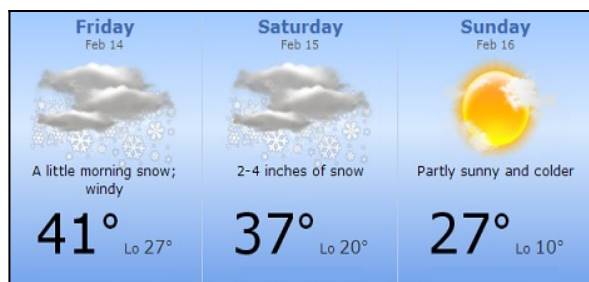 Friday
Feb 14
A little morning snow;
windy
41° Lo 27°
Saturday
Feb 15
2-4 inches of snow
37° Lo 20°
Sunday
Feb 16
Partly sunny and colder
27° Lo 10°